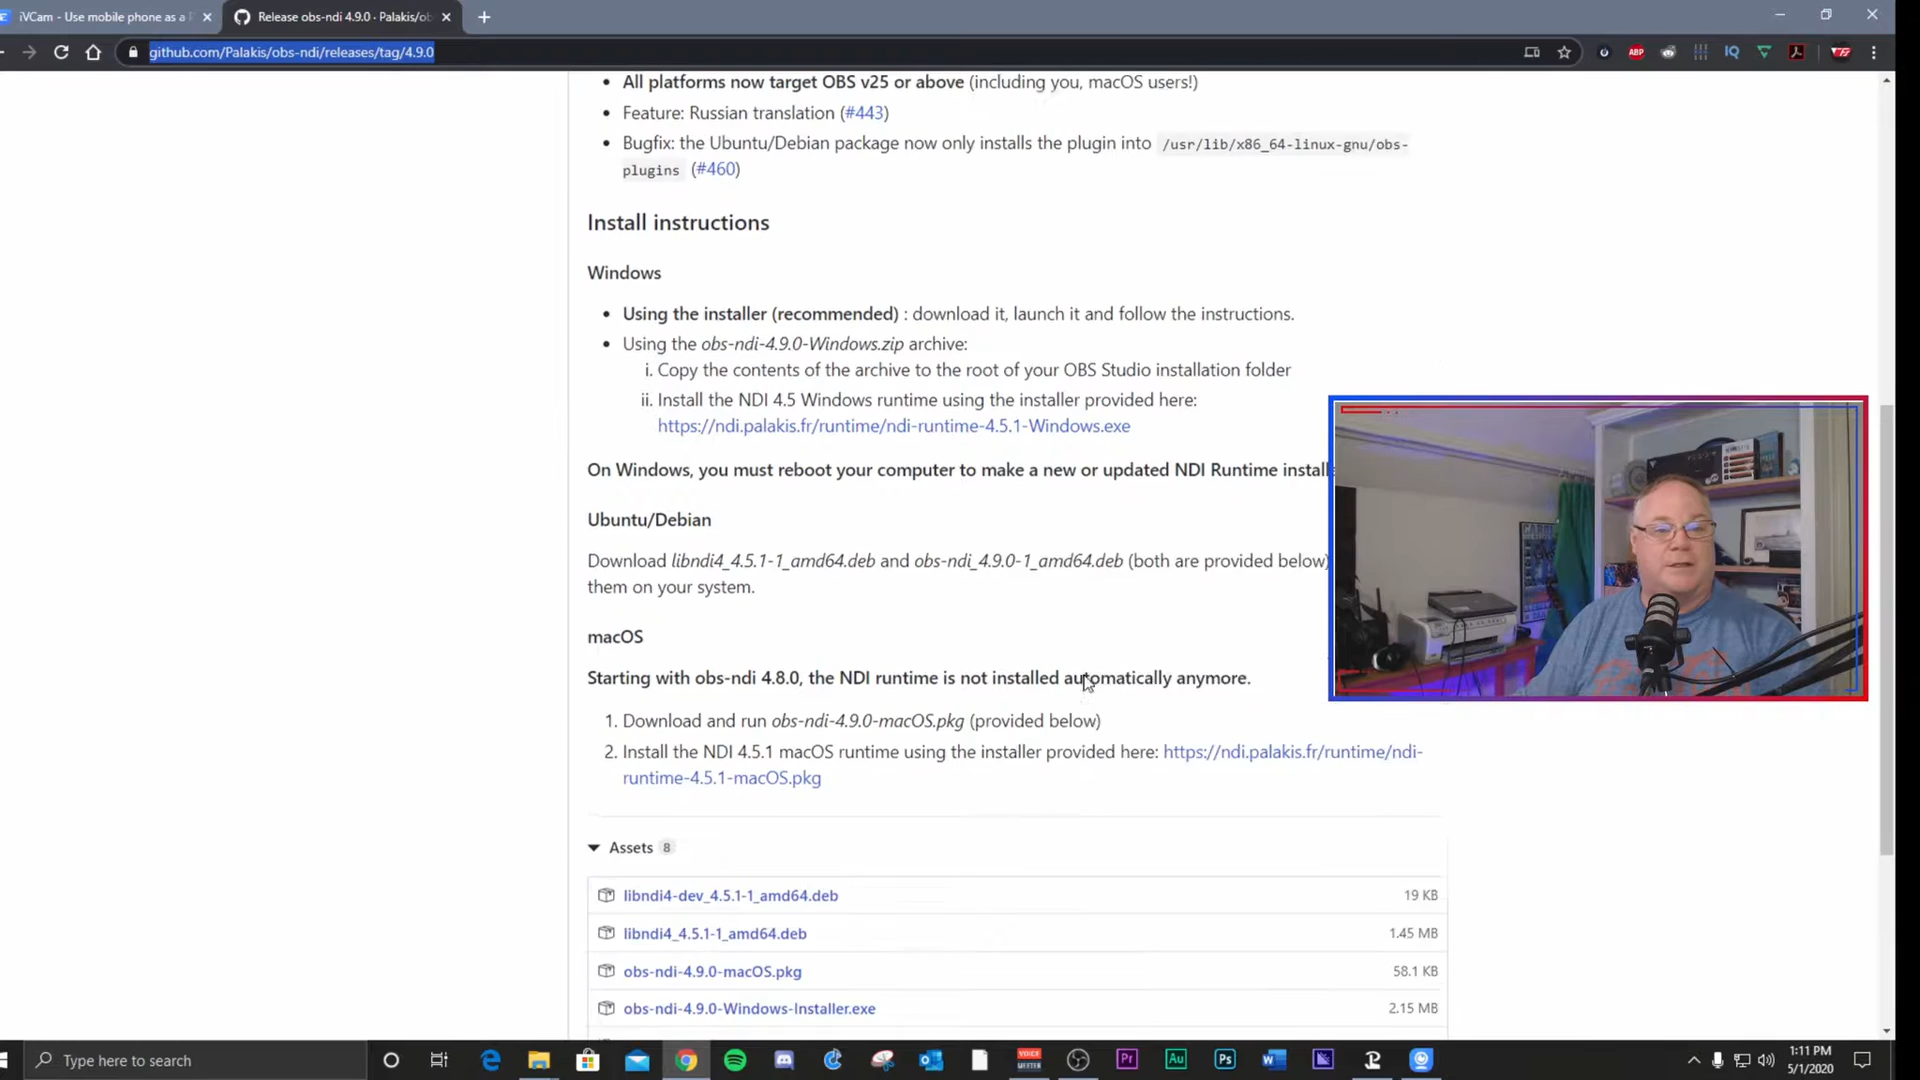 iVCam - Use mobile phone as a
Release obs-ndi 4.9.0 · Palakis/ob
github.com/Palakis/obs-ndi/releases/tag/4.9.0
ABP
IQ
All platforms now target OBS v25 or above (including you, macOS users!)
Feature: Russian translation (#443)
Bugfix: the Ubuntu/Debian package now only installs the plugin into /usr/lib/x86_64-linux-gnu/obs-
plugins (#460)
Install instructions
Windows
Using the installer (recommended) : download it, launch it and follow the instructions.
Using the obs-ndi-4.9.0-Windows.zip archive:
i. Copy the contents of the archive to the root of your OBS Studio installation folder
ii. Install the NDI 4.5 Windows runtime using the installer provided here:
https://ndi.palakis.fr/runtime/ndi-runtime-4.5.1-Windows.exe
On Windows, you must reboot your computer to make a new or updated NDI Runtime install
Ubuntu/Debian
Download libndi4_4.5.1-1_amd64.deb and obs-ndi_4.9.0-1_amd64.deb (both are provided below)
them on your system.
macOS
Starting with obs-ndi 4.8.0, the NDI runtime is not installed automatically anymore.
1. Download and run obs-ndi-4.9.0-macOS.pkg (provided below)
2. Install the NDI 4.5.1 macOS runtime using the installer provided here: https://ndi.palakis.fr/runtime/ndi-
runtime-4.5.1-macOS.pkg
Assets 8
libndi4-dev_4.5.1-1_amd64.deb 19 KB
libndi4_4.5.1-1_amd64.deb 1.45 MB
obs-ndi-4.9.0-macOS.pkg 58.1 KB
obs-ndi-4.9.0-Windows-Installer.exe 2.15 MB
Type here to search
Pr
Au
Ps
1:11 PM
5/1/2020